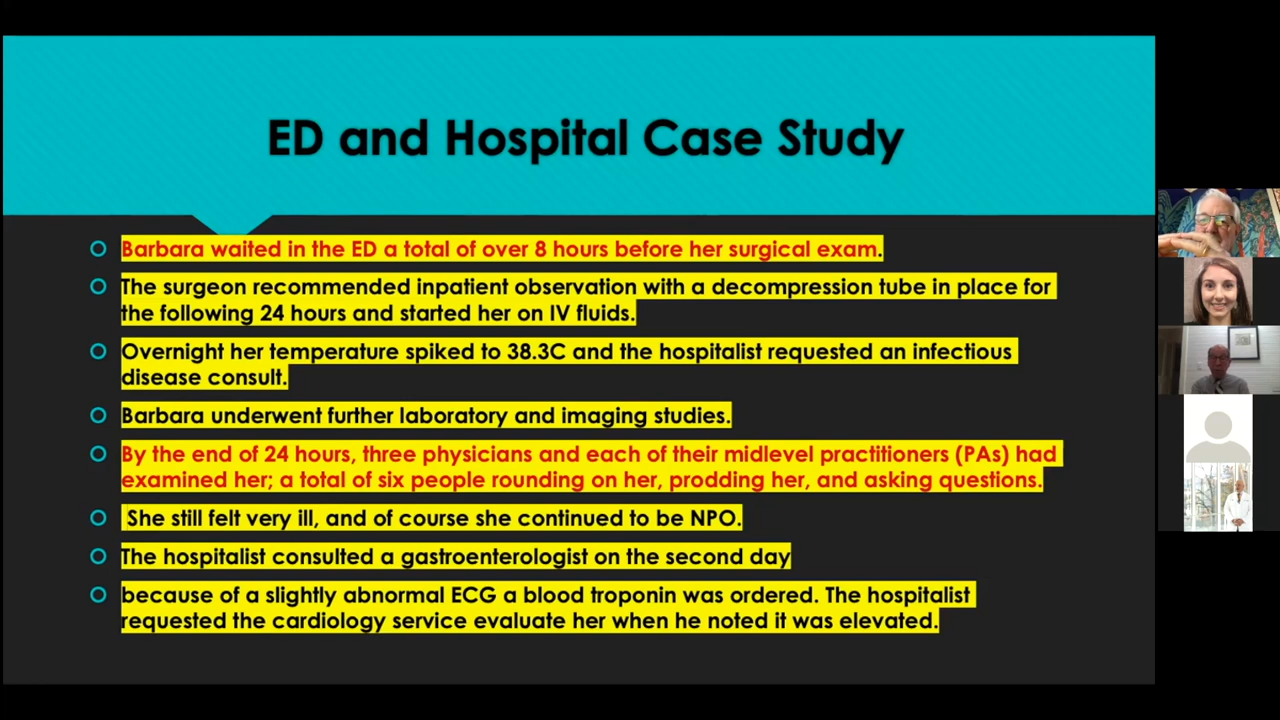 ED and Hospital Case Study
Barbara waited in the ED a total of over 8 hours before her surgical exam.
The surgeon recommended inpatient observation with a decompression tube in place for
the following 24 hours and started her on IV fluids.
Overnight her temperature spiked to 38.3C and the hospitalist requested an infectious
disease consult.
Barbara underwent further laboratory and imaging studies.
By the end of 24 hours, three physicians and each of their midlevel practitioners (PAs) had
examined her; a total of six people rounding on her, prodding her, and asking questions.
She still felt very ill, and of course she continued to be NPO.
The hospitalist consulted a gastroenterologist on the second day
because of a slightly abnormal ECG a blood troponin was ordered. The hospitalist
requested the cardiology service evaluate her when he noted it was elevated.